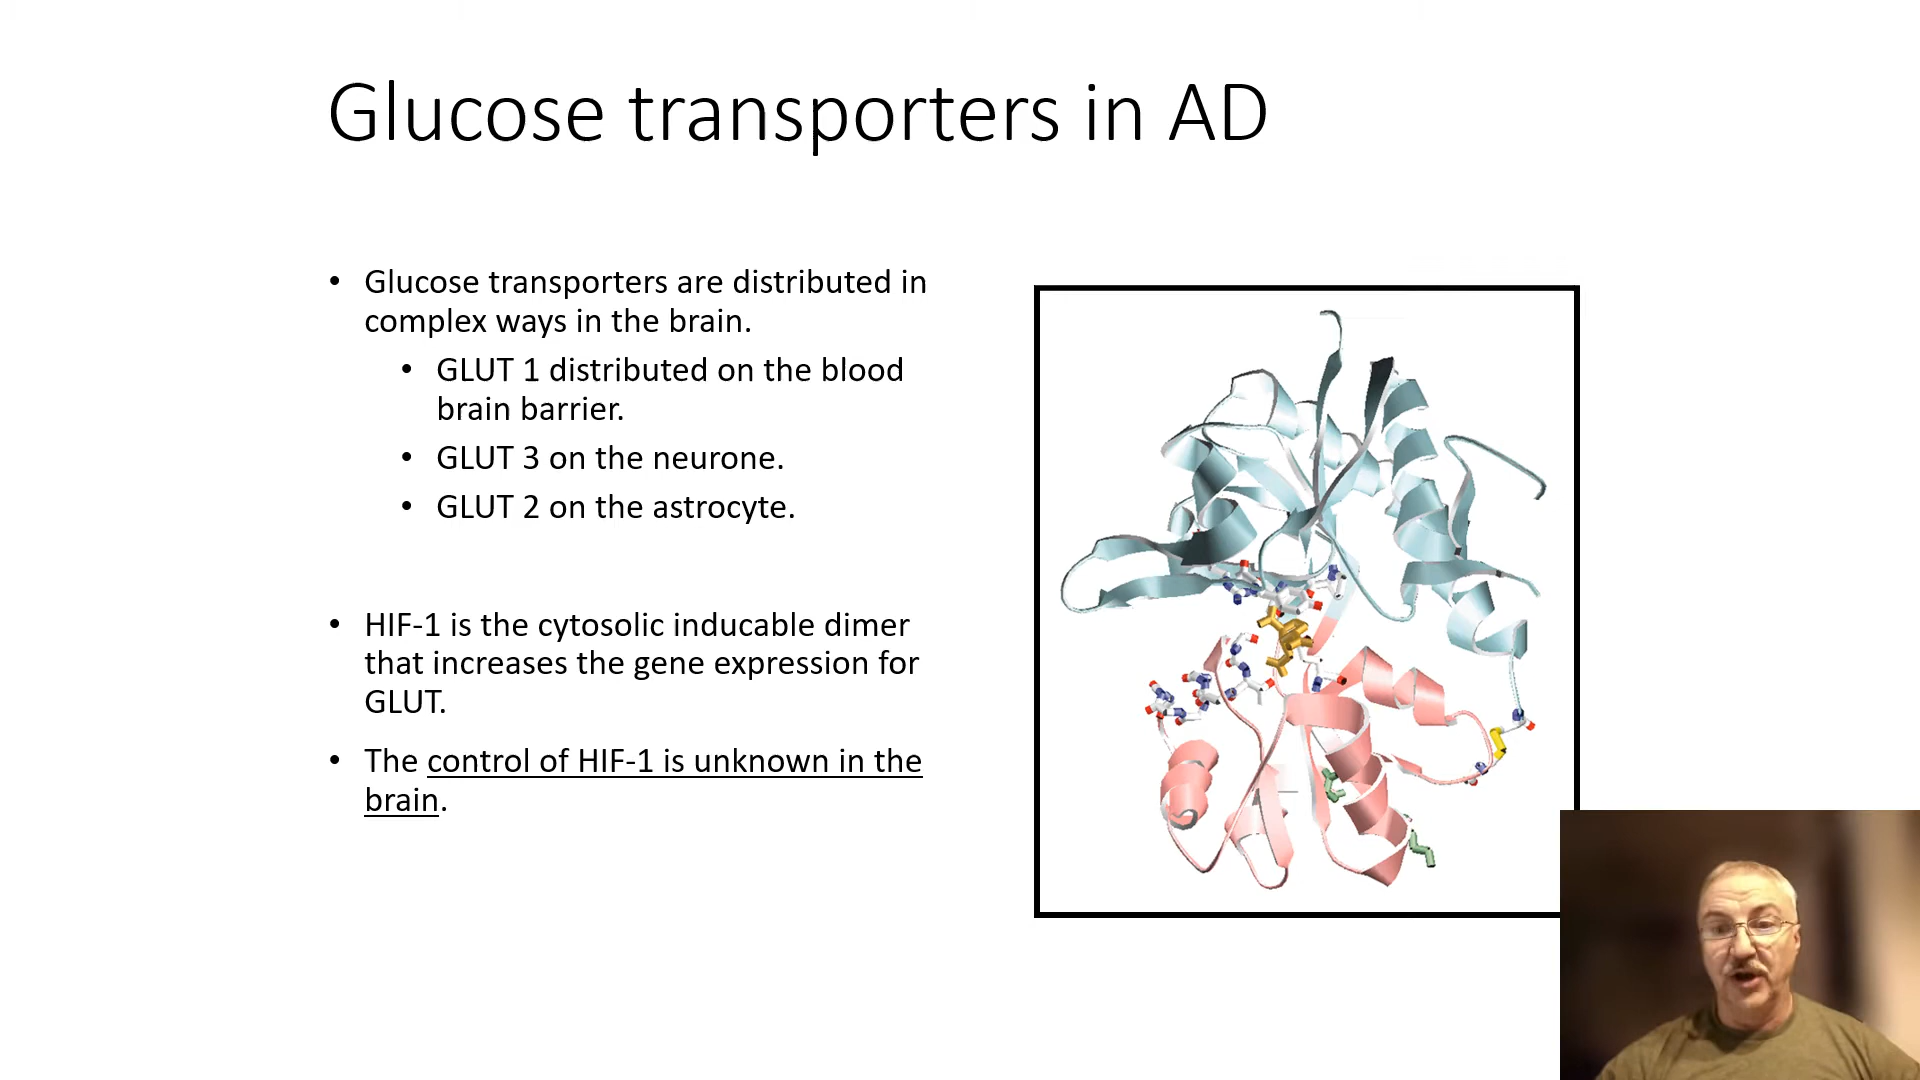 Glucose transporters in AD
• Glucose transporters are distributed in
complex ways in the brain.
• GLUT 1 distributed on the blood
brain barrier.
• GLUT 3 on the neurone.
• GLUT 2 on the astrocyte.
• HIF-1 is the cytosolic inducable dimer
that increases the gene expression for
GLUT.
• The control of HIF-1 is unknown in the
brain.